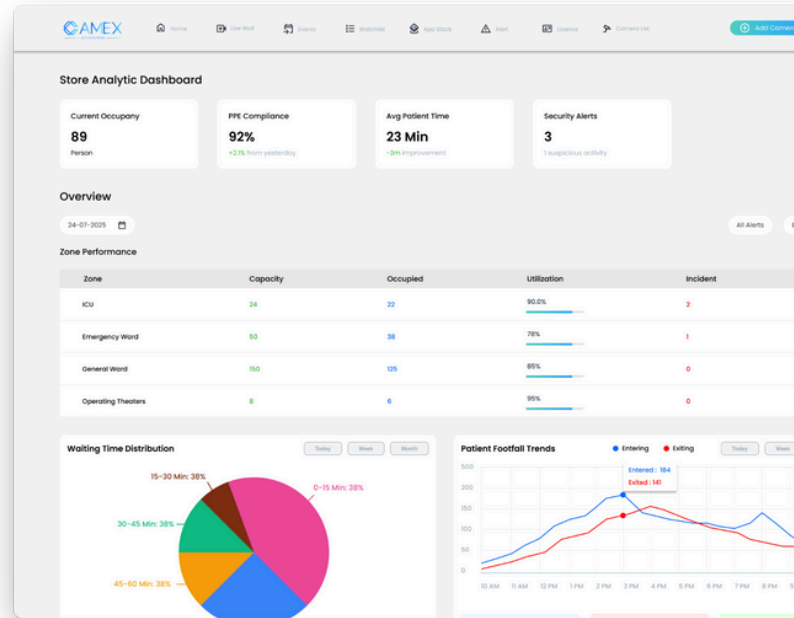 CAMEX
Home
Live Wall
Events
Watchlist
App Stack
Alert
Licence
Camera List
Add Camera
Store Analytic Dashboard
Current Occupany
89
Person
PPE Compliance
92%
+2.1% from yesterday
Avg Patient Time
23 Min
-3m improvement
Security Alerts
3
1 suspicious activity
Overview
24-07-2025
All Alerts
Zone Performance
Zone Capacity Occupied Utilization Incident
ICU 24 22 90.0% 2
Emergency Ward 50 38 78% 1
General Ward 150 125 85% 0
Operating Theaters 8 6 95% 0
Waiting Time Distribution
Today
Week
Month
15-30 Min: 38%
0-15 Min: 38%
30-45 Min: 38%
45-60 Min: 38%
Patient Footfall Trends
Entering
Exiting
Today
Week
Entered : 184
Exited : 141
500
200
150
100
50
0
10 AM 11 AM 12 PM 1 PM 2 PM 3 PM 4 PM 5 PM 6 PM 7 PM 8 PM